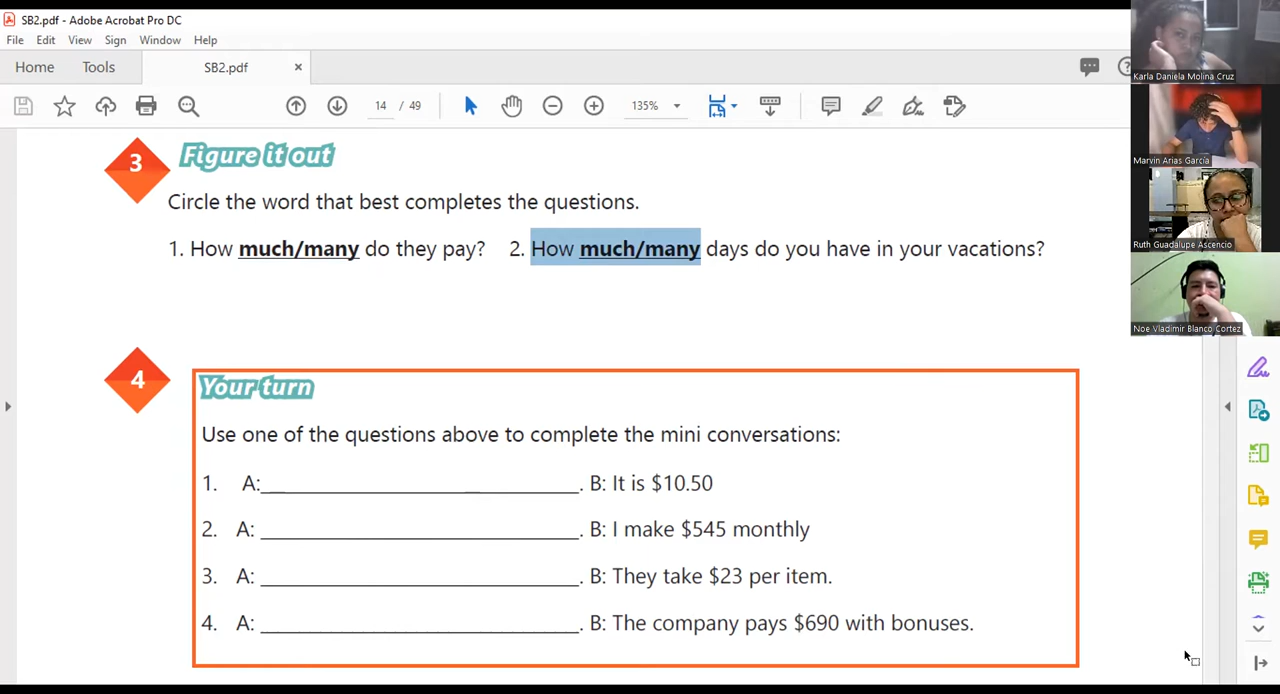 SB2.pdf - Adobe Acrobat Pro DC
File Edit View Sign Window Help
Home Tools SB2.pdf ×
14 / 49 135%
3 Figure it out
Circle the word that best completes the questions.
1. How much/many do they pay? 2. How much/many days do you have in your vacations?
4 Your turn
Use one of the questions above to complete the mini conversations:
1. A:______________________________. B: It is $10.50
2. A: ______________________________. B: I make $545 monthly
3. A: ______________________________. B: They take $23 per item.
4. A: ______________________________. B: The company pays $690 with bonuses.
Karla Daniela Molina Cruz
Marvin Arias García
Ruth Guadalupe Ascencio
Noe Vladimir Blanco Cortez